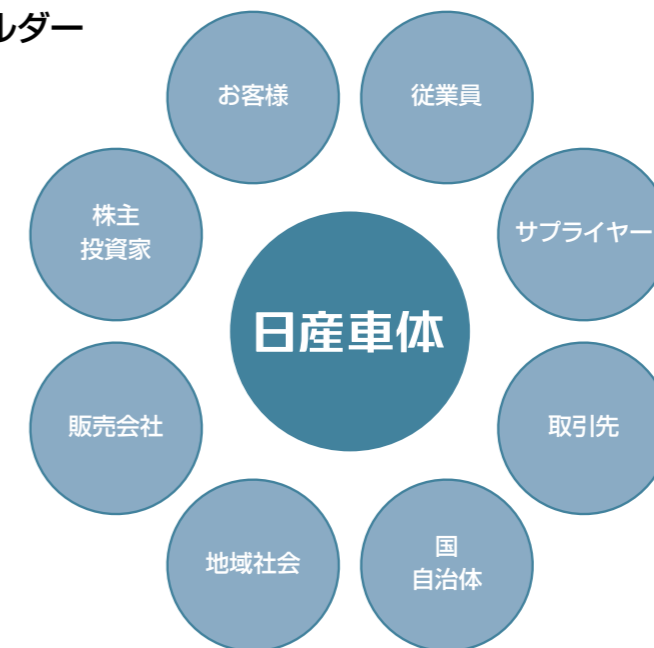 ルダー
お客様
従業員
株主
投資家
サプライヤー
日産車体
販売会社
取引先
地域社会
国
自治体